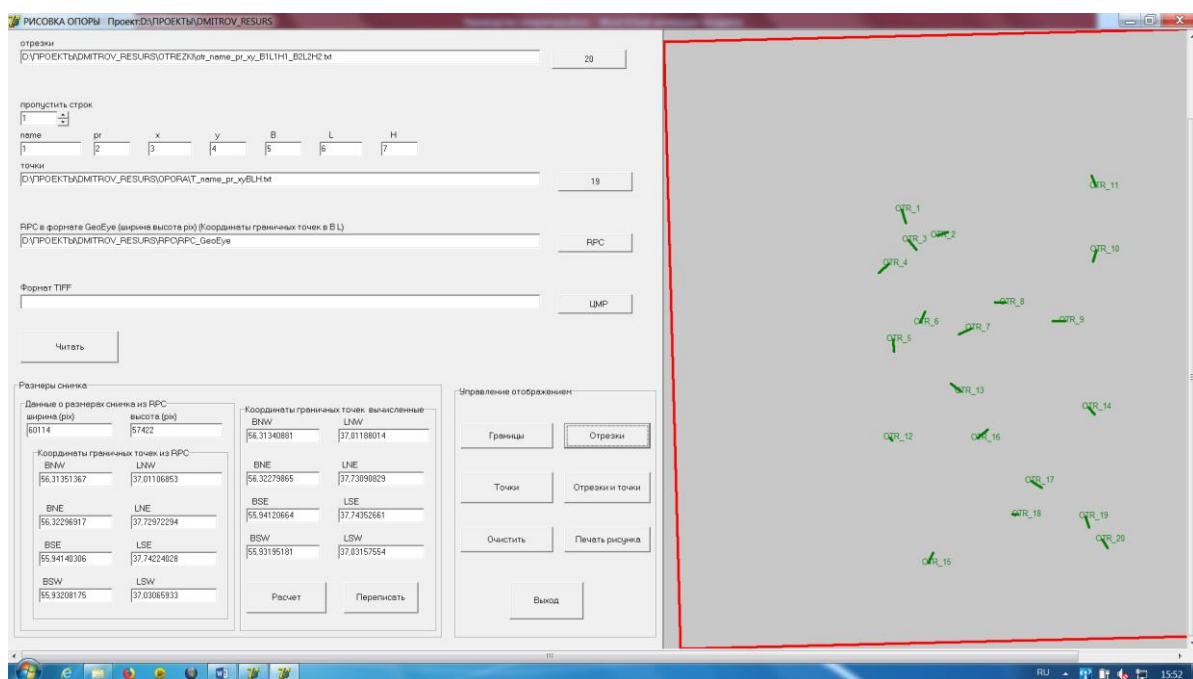 РИСОВКА ОПОРЫ Проект:D:\ПРОЕКТЫ\DMITROV_RESURS
отрезки
D:\ПРОЕКТЫ\DMITROV_RESURS\OTREZKI\otr_name_pr_xy_B1L1H1_B2L2H2.txt
20
пропустить строк
1
name pr x y B L H
1 2 3 4 5 6 7
точки
D:\ПРОЕКТЫ\DMITROV_RESURS\OPORA\T_name_pr_xyBLH.txt
19
RPC в формате GeoEye (ширина высота pix) (Координаты граничных точек в B L)
D:\ПРОЕКТЫ\DMITROV_RESURS\RPC\RPC_GeoEye
RPC
Формат TIFF
ЦМР
Читать
Размеры снимка
Данные о размерах снимка из RPC
ширина (pix) высота (pix)
60114 57422
Координаты граничных точек из RPC
BNW LNW
56,31351367 37,01106853
BNE LNE
56,32296917 37,72972294
BSE LSE
55,94140306 37,74224028
BSW LSW
55,93208175 37,03065933
Координаты граничных точек вычисленные
BNW LNW
56,31340881 37,01188014
BNE LNE
56,32279865 37,73090829
BSE LSE
55,94120664 37,74352661
BSW LSW
55,93195181 37,03157554
Расчет Переписать
Управление отображением
Границы Отрезки
Точки Отрезки и точки
Очистить Печать рисунка
Выход
OTR_11
OTR_1
OTR_2
OTR_3
OTR_10
OTR_4
OTR_8
OTR_6
OTR_9
OTR_7
OTR_5
OTR_13
OTR_14
OTR_12
OTR_16
OTR_17
OTR_18
OTR_19
OTR_20
OTR_15
RU
15:52